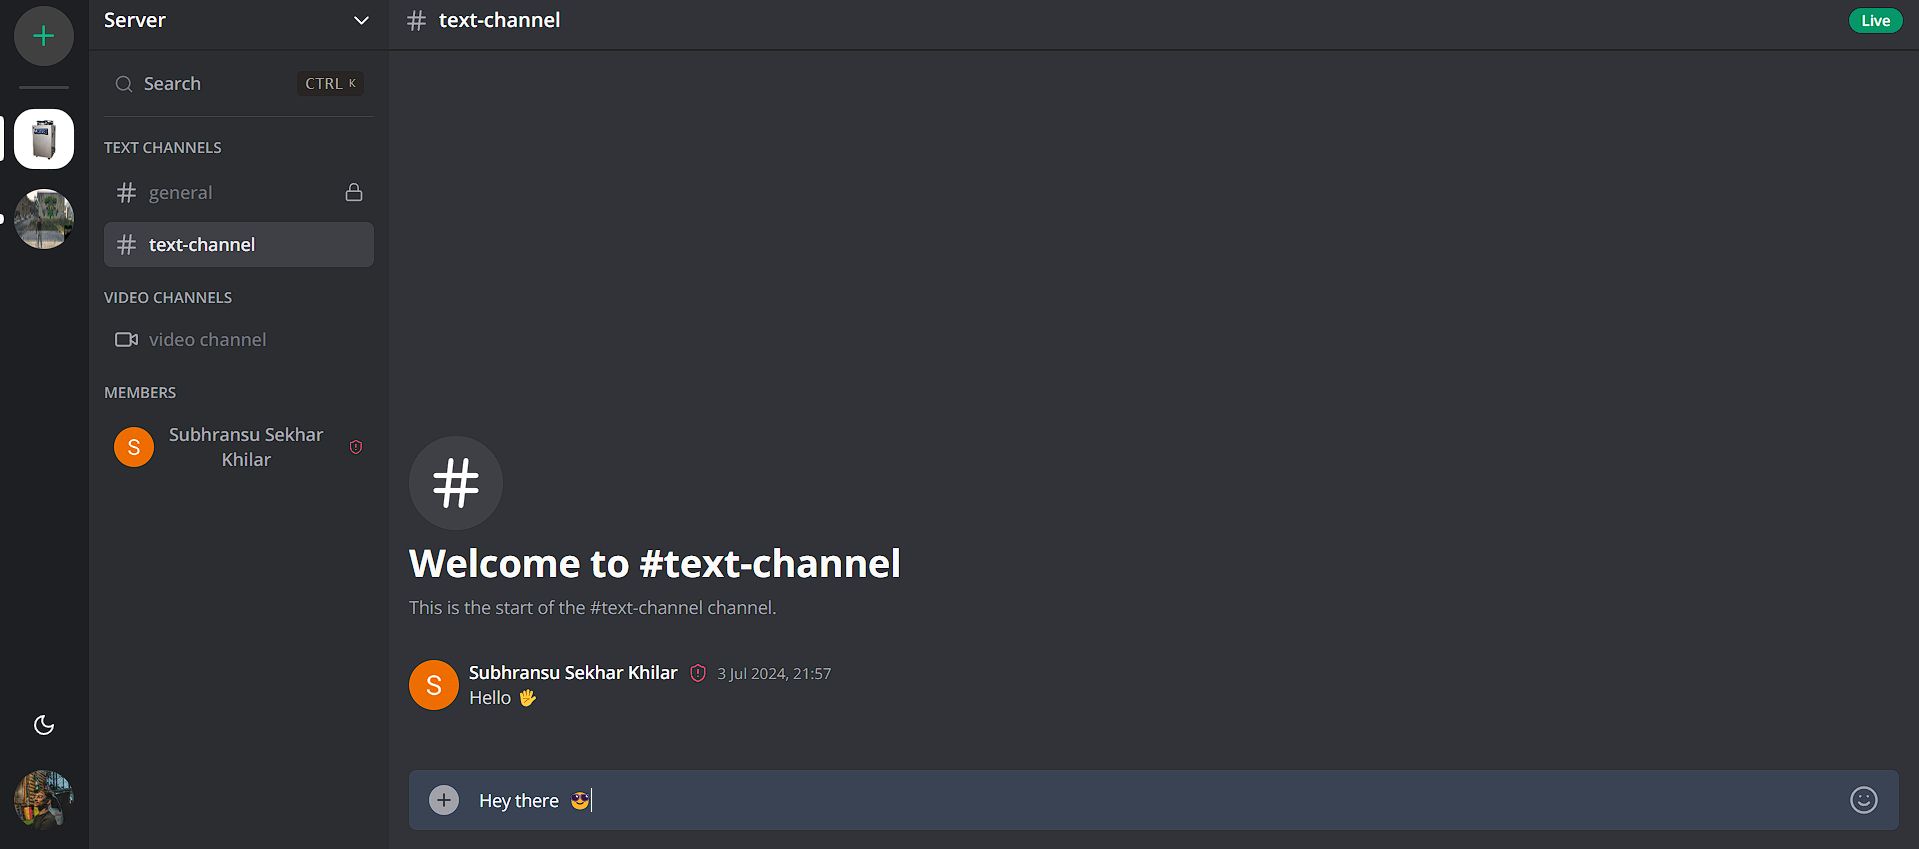 Server
# text-channel
Live
Search
CTRL K
TEXT CHANNELS
# general
# text-channel
VIDEO CHANNELS
video channel
MEMBERS
S
Subhransu Sekhar
Khilar
#
Welcome to #text-channel
This is the start of the #text-channel channel.
S
Subhransu Sekhar Khilar
3 Jul 2024, 21:57
Hello 🖐
Hey there 😎